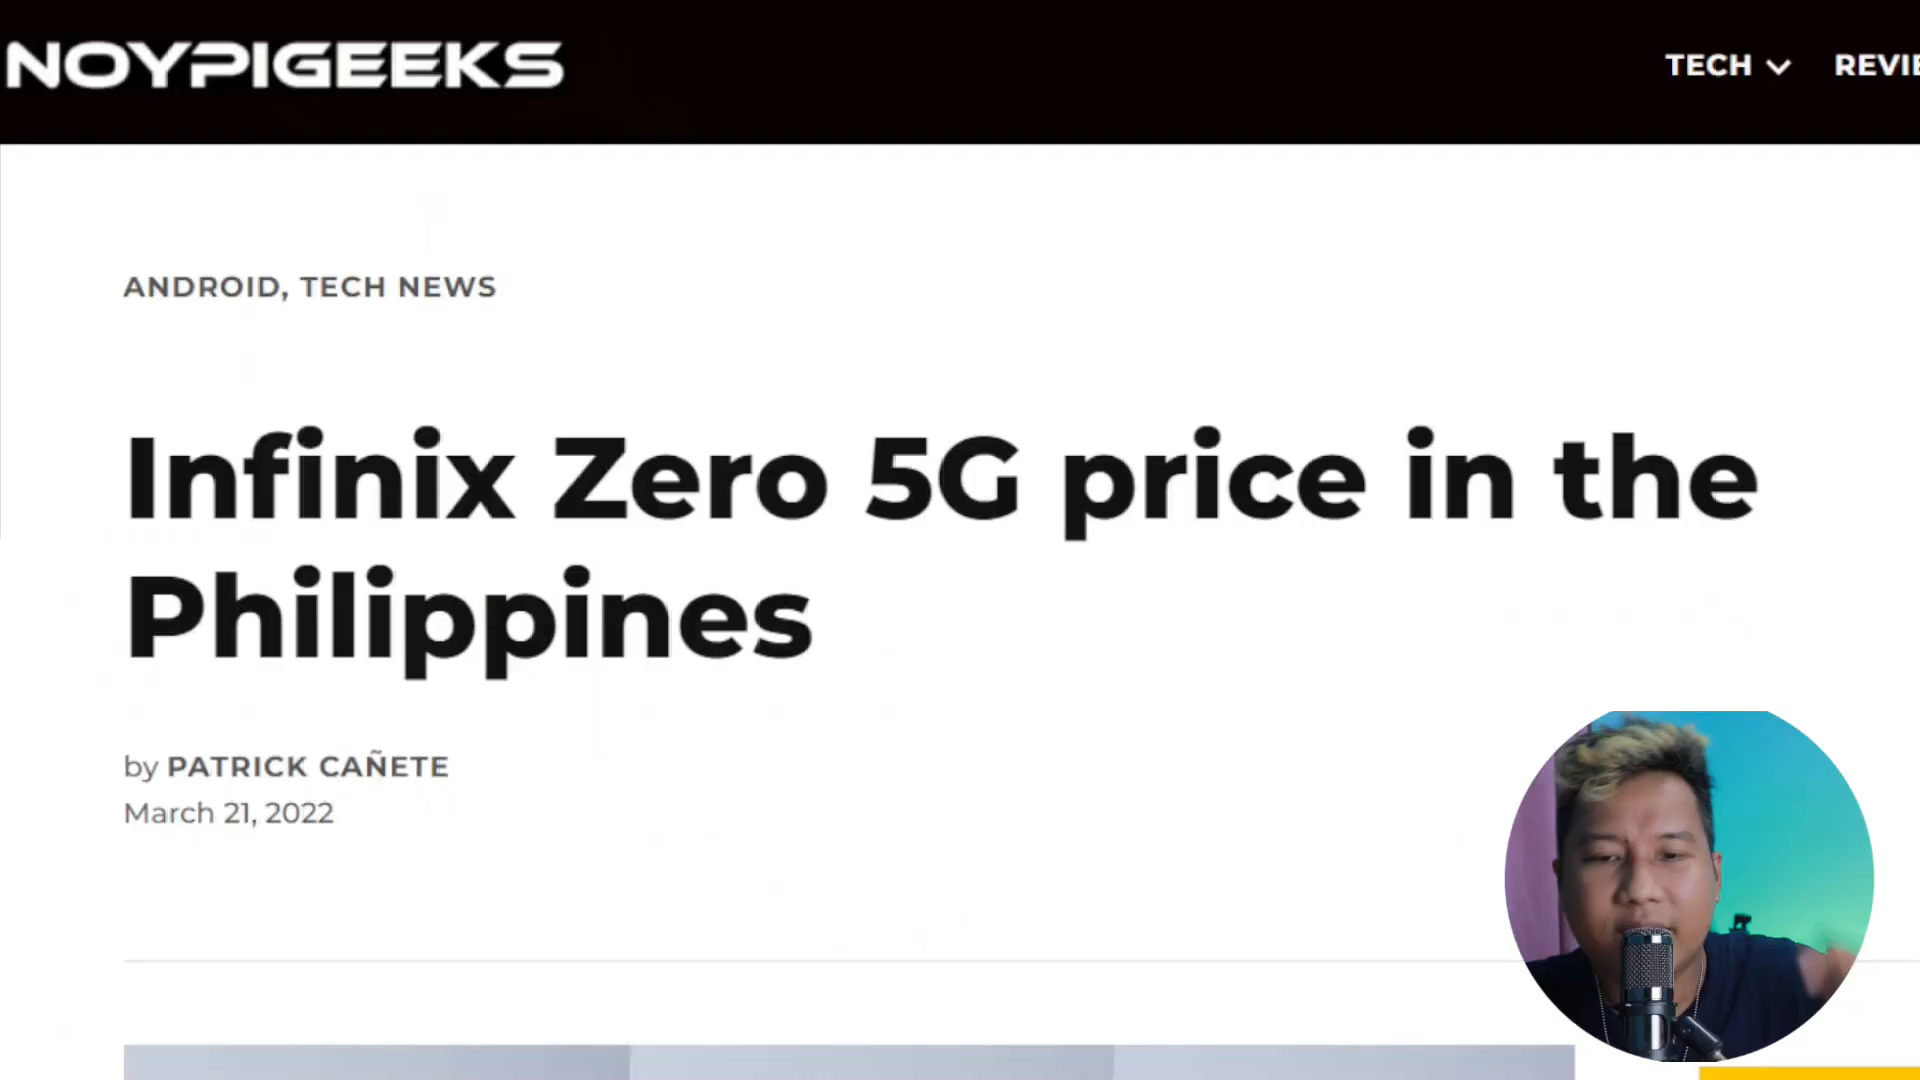 NOYPIGEEKS
TECH
ANDROID, TECH NEWS
Infinix Zero 5G price in the
Philippines
by PATRICK CAÑETE
March 21, 2022